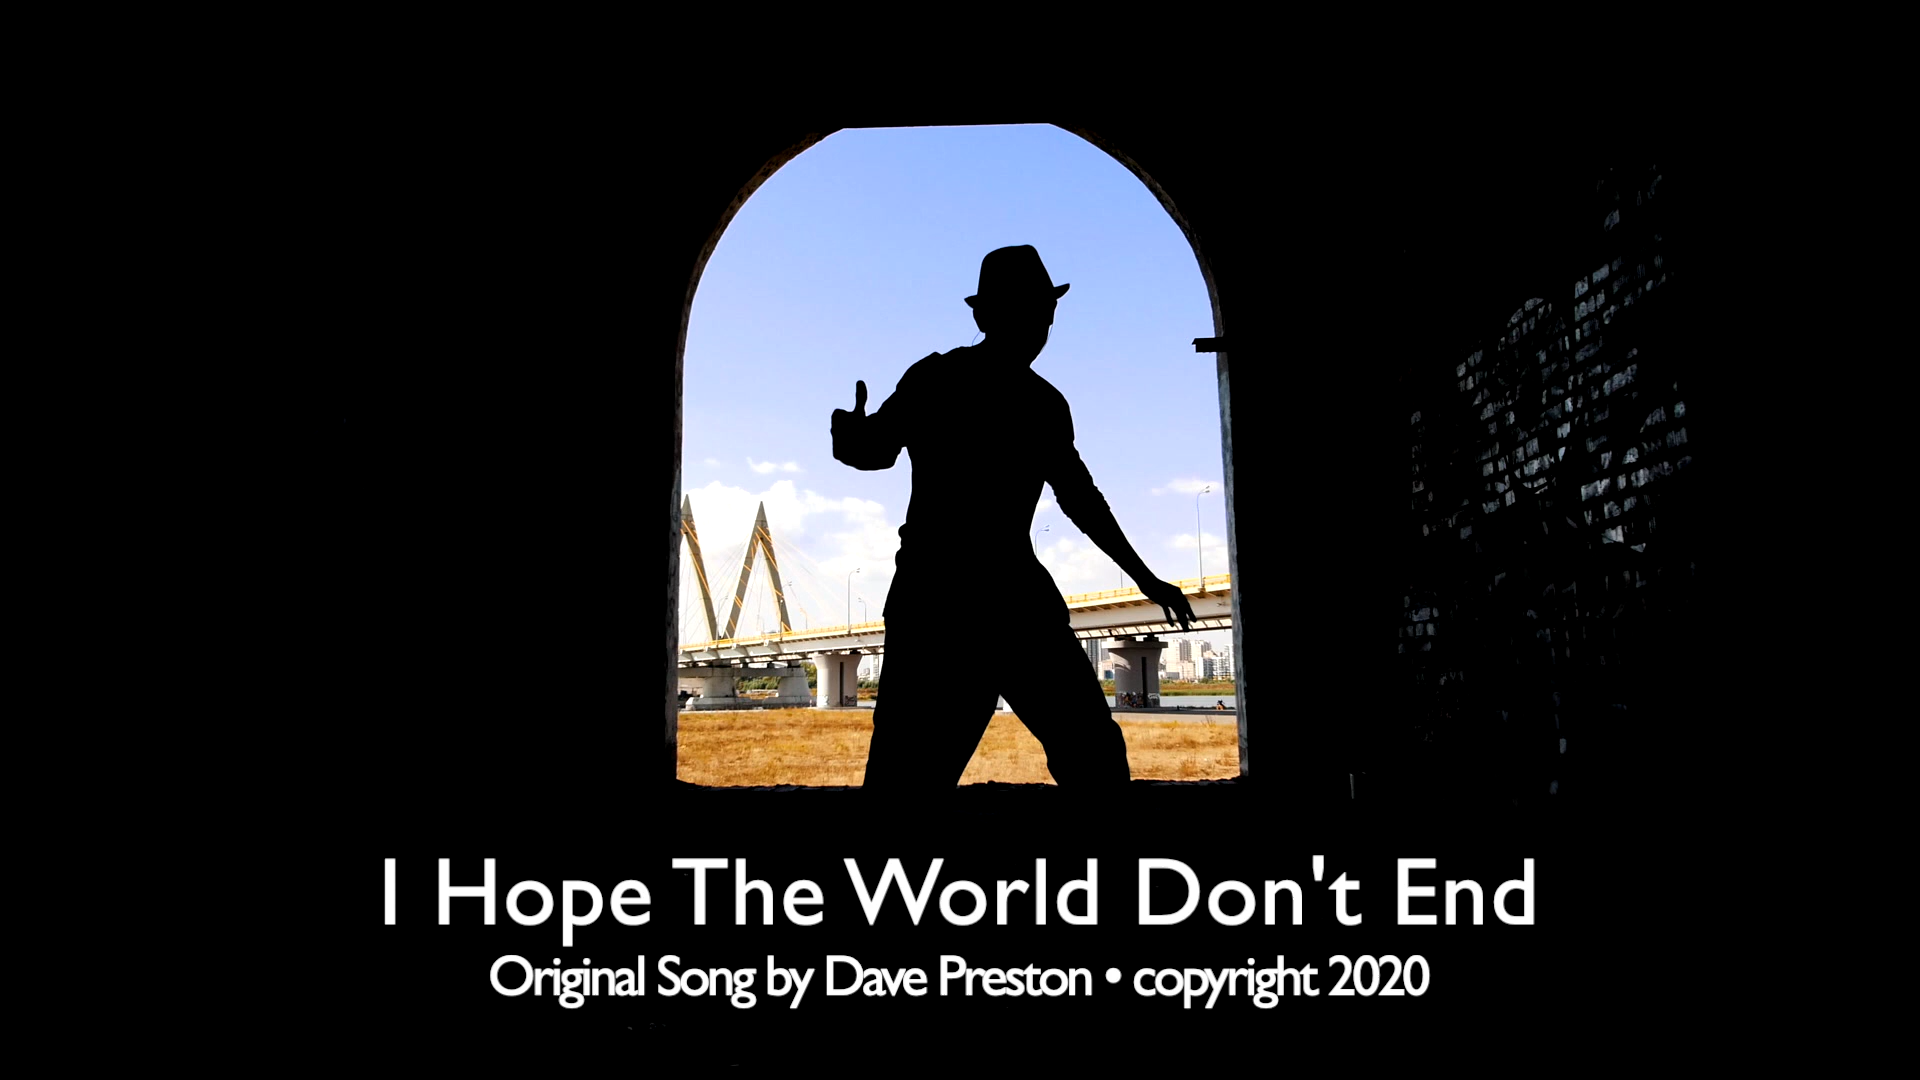 I Hope The World Don't End
Original Song by Dave Preston • copyright 2020